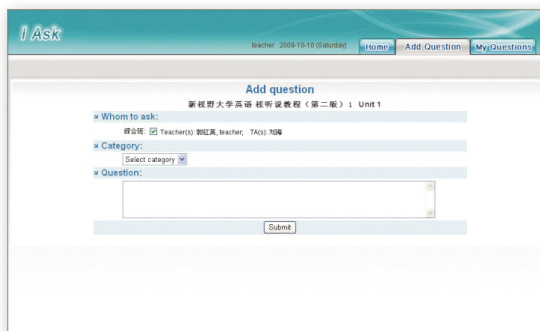 I Ask
teacher 2009-10-10 (Saturday) Home Add Question My Questions
Add question
新视野大学英语 视听说教程（第二版）1 Unit 1
Whom to ask:
综合班: Teacher(s): 郭红英, teacher; TA(s): 刘海
Category:
Select category
Question:
Submit